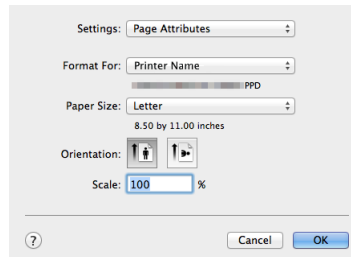 Settings: Page Attributes
Format For: Printer Name
PPD
Paper Size: Letter
8.50 by 11.00 inches
Orientation:
Scale: 100 %
? Cancel OK